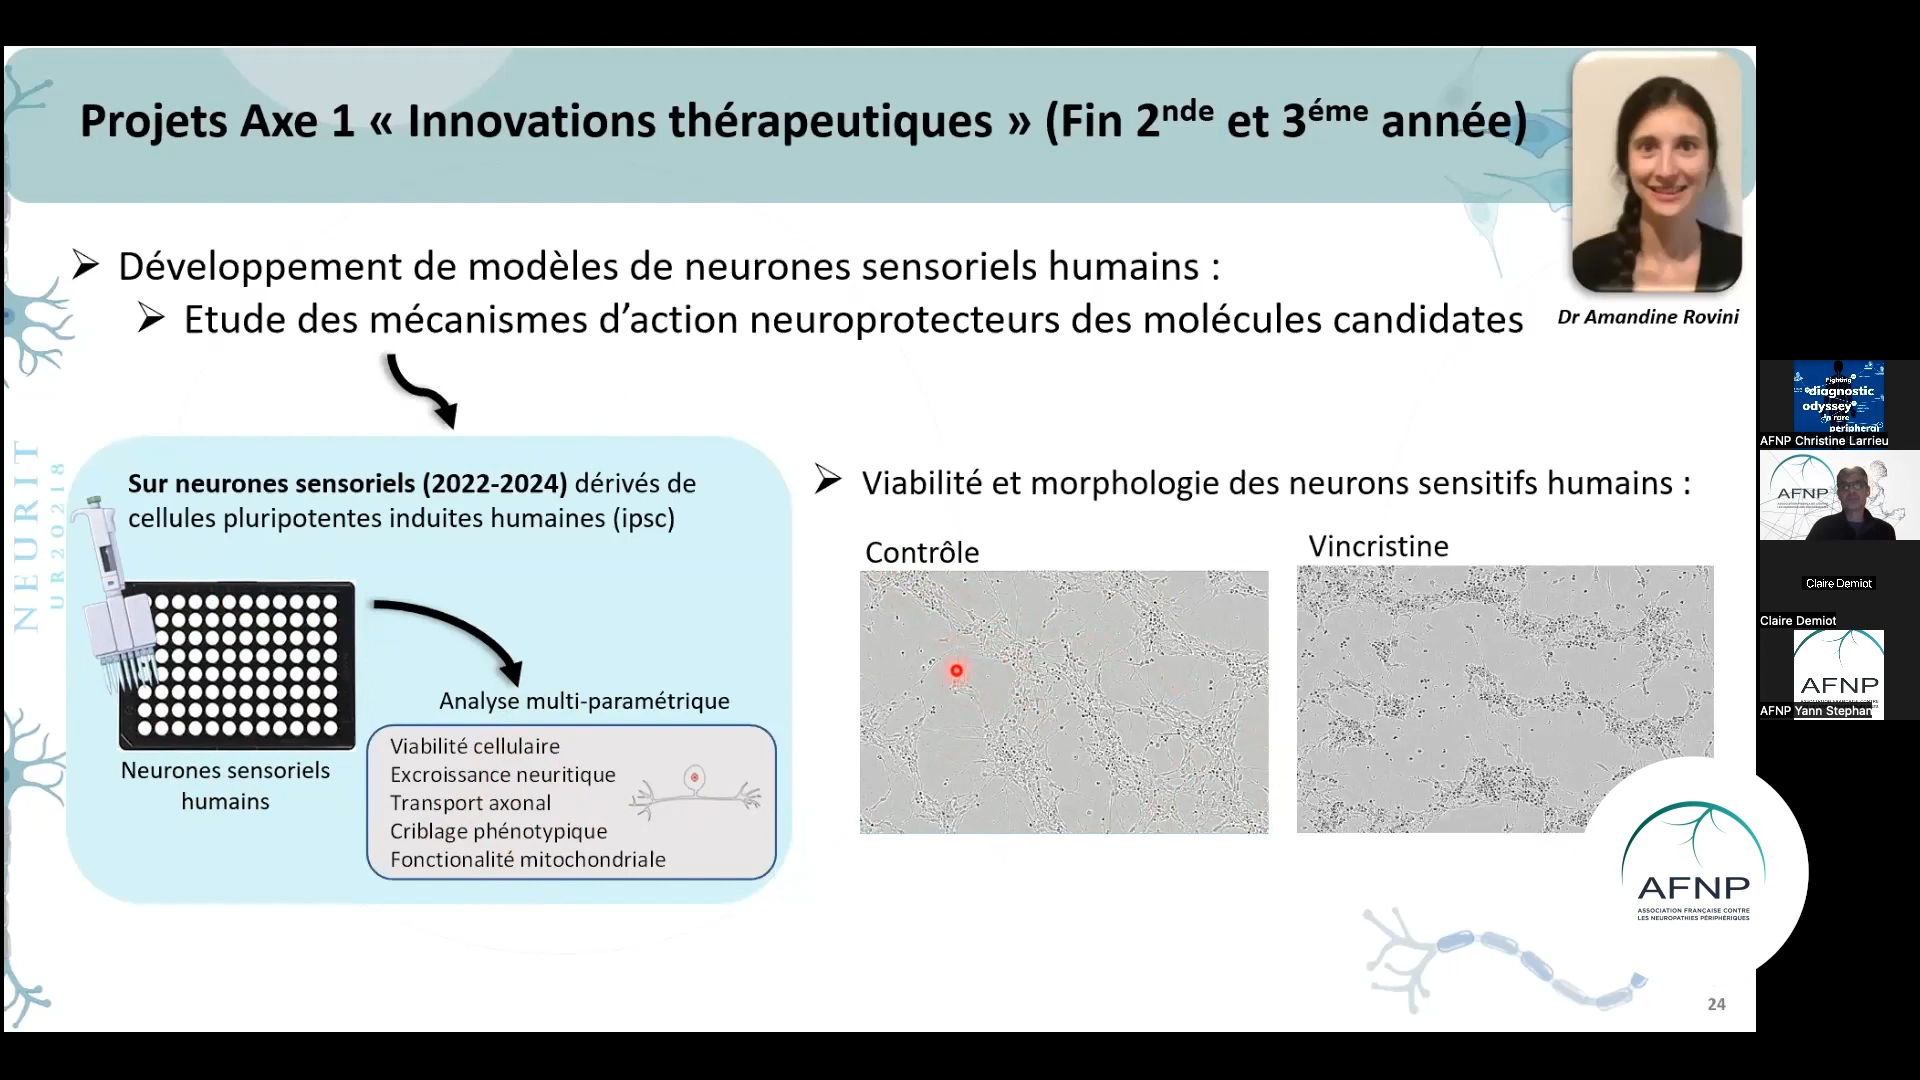 Projets Axe 1 « Innovations thérapeutiques » (Fin 2nde et 3éme année)
Dr Amandine Rovini
Développement de modèles de neurones sensoriels humains :
Etude des mécanismes d’action neuroprotecteurs des molécules candidates
NEURIT
UR20218
Sur neurones sensoriels (2022-2024) dérivés de
cellules pluripotentes induites humaines (ipsc)
Neurones sensoriels
humains
Analyse multi-paramétrique
Viabilité cellulaire
Excroissance neuritique
Transport axonal
Criblage phénotypique
Fonctionalité mitochondriale
Viabilité et morphologie des neurons sensitifs humains :
Contrôle
Vincristine
AFNP
ASSOCIATION FRANÇAISE CONTRE
LES NEUROPATHIES PÉRIPHÉRIQUES
24
Fighting
diagnostic
odyssey
in rare
peripheral
AFNP Christine Larrieu
AFNP
Claire Demiot
Claire Demiot
AFNP
AFNP Yann Stephan